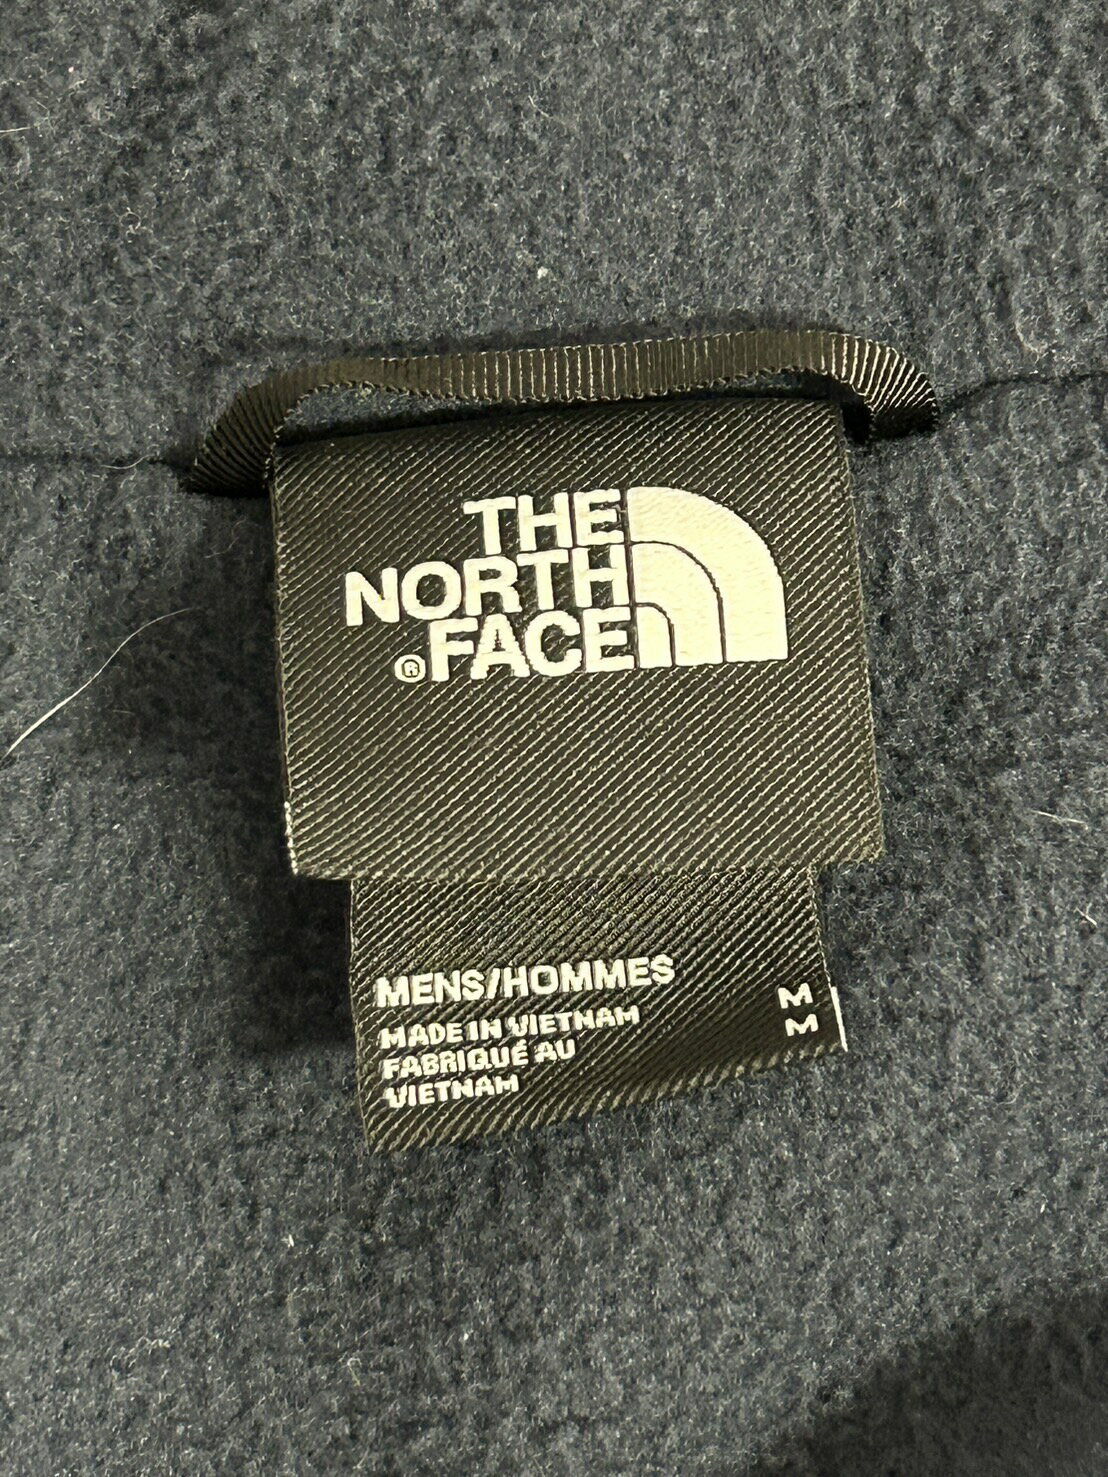 THE
NORTH
®FACE
MENS/HOMMES
MADE IN VIETNAM
FABRIQUÉ AU
VIETNAM
M
M